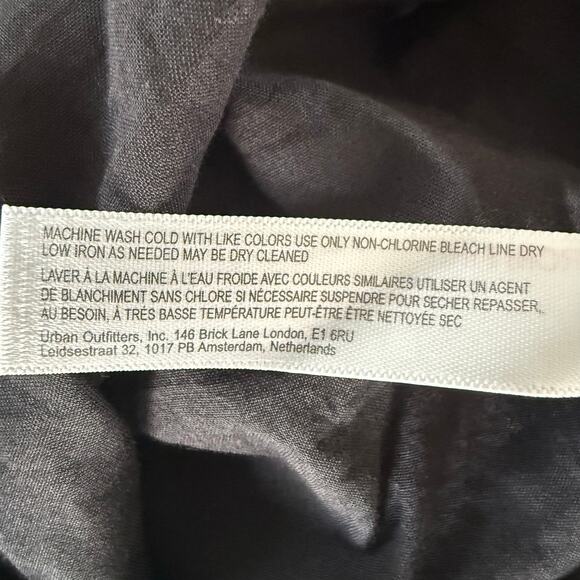 MACHINE WASH COLD WITH LIKE COLORS USE ONLY NON-CHLORINE BLEACH LINE DRY
LOW IRON AS NEEDED MAY BE DRY CLEANED
LAVER À LA MACHINE À L'EAU FROIDE AVEC COULEURS SIMILAIRES UTILISER UN AGENT
DE BLANCHIMENT SANS CHLORE SI NÉCESSAIRE SUSPENDRE POUR SECHER REPASSER,
AU BESOIN, À TRÉS BASSE TEMPÉRATURE PEUT-ÊTRE ÊTRE NETTOYÉE SEC
Urban Outfitters, Inc. 146 Brick Lane London, E1 6RU
Leidsestraat 32, 1017 PB Amsterdam, Netherlands